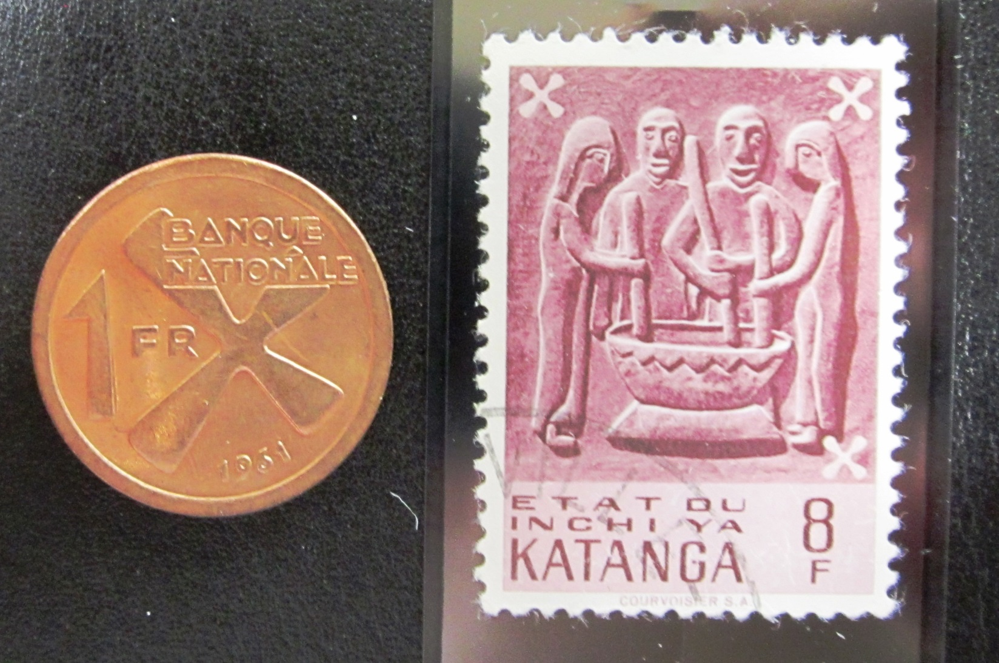 BANQUE
NATIONALE
1 FR
1961
ETAT DU
INCHI YA
KATANGA
8
F
COURVOISIER S.A.